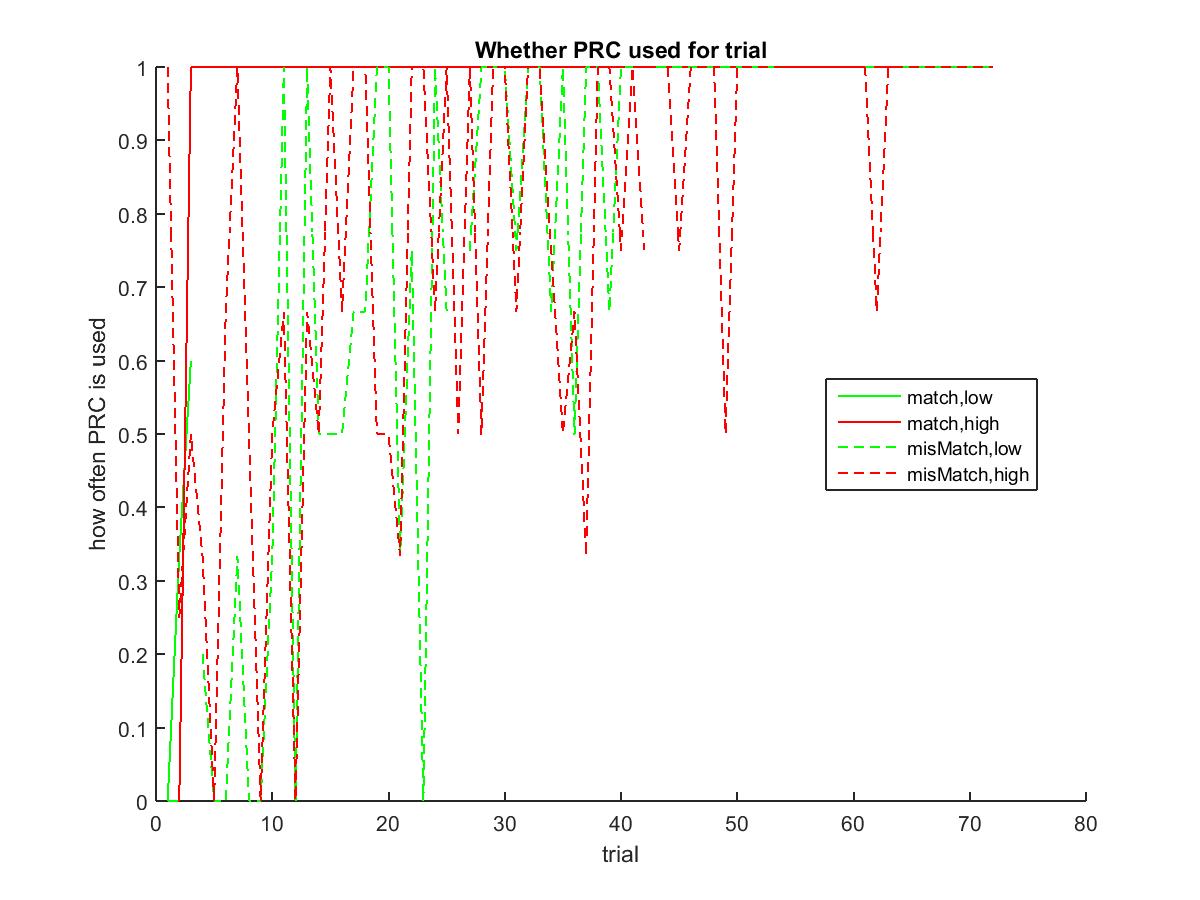 Whether PRC used for trial
1
0.9
0.8
0.7
0.6
0.5
0.4
0.3
0.2
0.1
0
how often PRC is used
match,low
match,high
misMatch,low
misMatch,high
0 10 20 30 40 50 60 70 80
trial